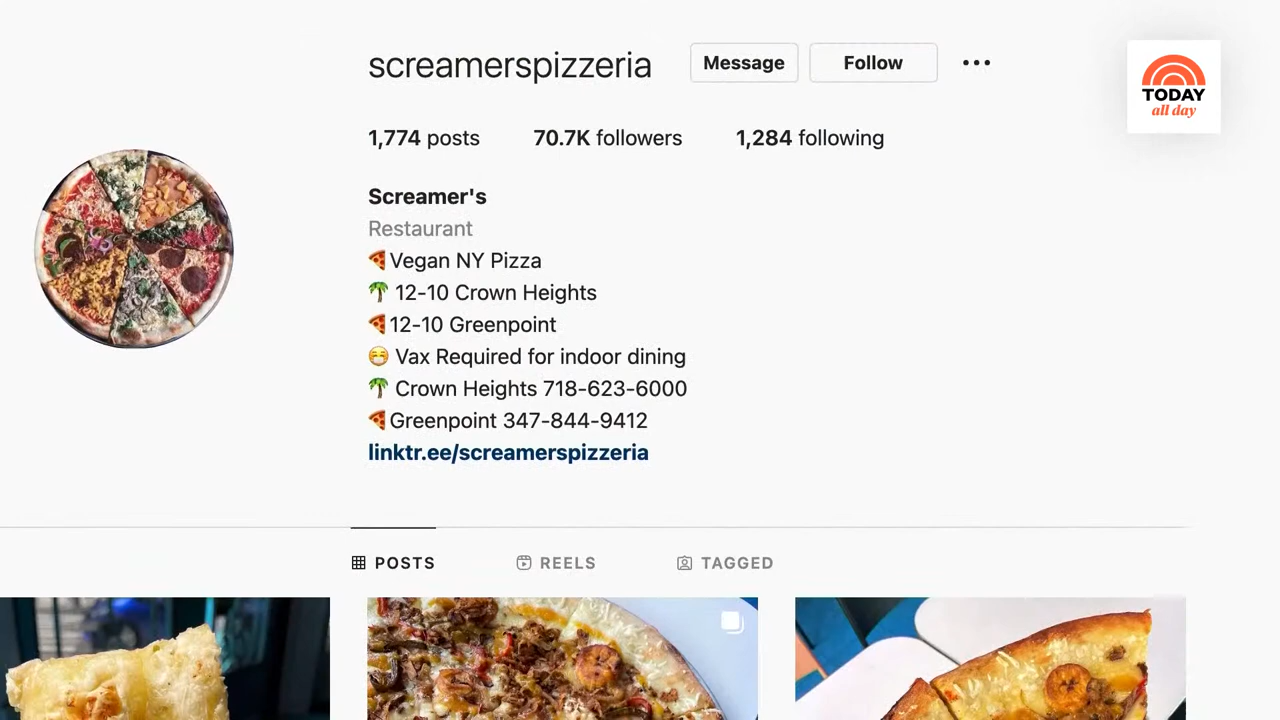 screamerspizzeria
Message
Follow
1,774 posts
70.7K followers
1,284 following
TODAY
all day
Screamer's
Restaurant
🍕Vegan NY Pizza
🌴 12-10 Crown Heights
🍕12-10 Greenpoint
😷 Vax Required for indoor dining
🌴 Crown Heights 718-623-6000
🍕Greenpoint 347-844-9412
linktr.ee/screamerspizzeria
POSTS
REELS
TAGGED